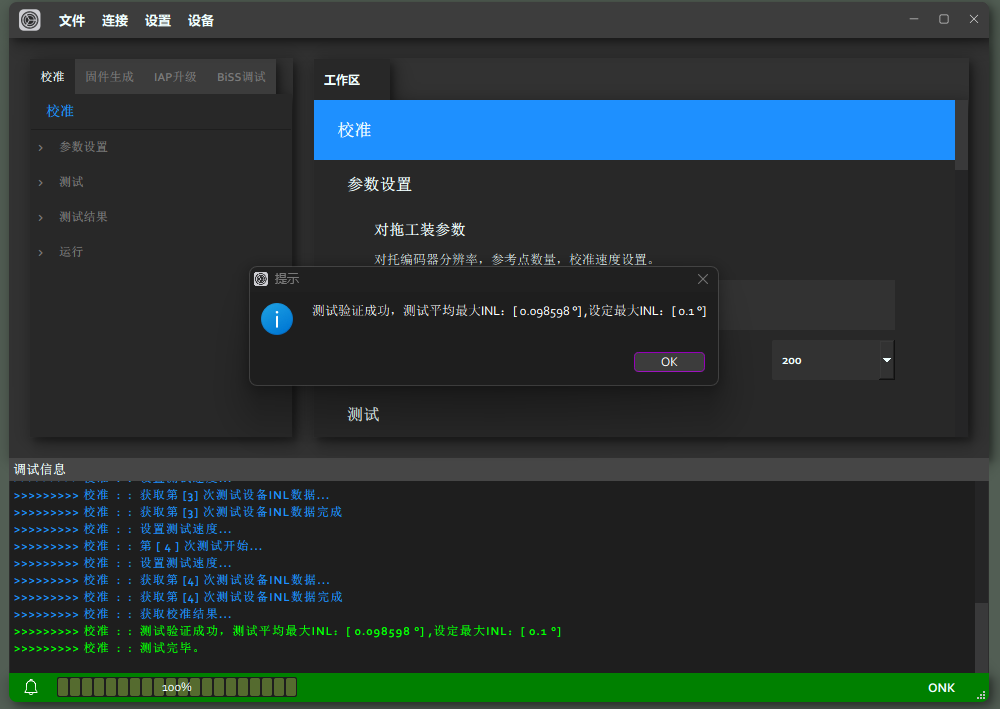 文件 连接 设置 设备
校准 固件生成 IAP升级 BiSS调试
校准
参数设置
测试
测试结果
运行
工作区
校准
参数设置
对拖工装参数
对托编码器分辨率，参考点数量，校准速度设置。
提示
测试验证成功，测试平均最大INL：[ 0.098598 º],设定最大INL：[ 0.1 º]
OK
200
测试
调试信息
>>>>>>>>> 校准 : : 获取第 [3] 次测试设备INL数据...
>>>>>>>>> 校准 : : 获取第 [3] 次测试设备INL数据完成
>>>>>>>>> 校准 : : 设置测试速度...
>>>>>>>>> 校准 : : 第 [ 4 ] 次测试开始...
>>>>>>>>> 校准 : : 设置测试速度...
>>>>>>>>> 校准 : : 获取第 [4] 次测试设备INL数据...
>>>>>>>>> 校准 : : 获取第 [4] 次测试设备INL数据完成
>>>>>>>>> 校准 : : 获取校准结果...
>>>>>>>>> 校准 : : 测试验证成功，测试平均最大INL：[ 0.098598 º],设定最大INL：[ 0.1 º]
>>>>>>>>> 校准 : : 测试完毕。
100%
ONK